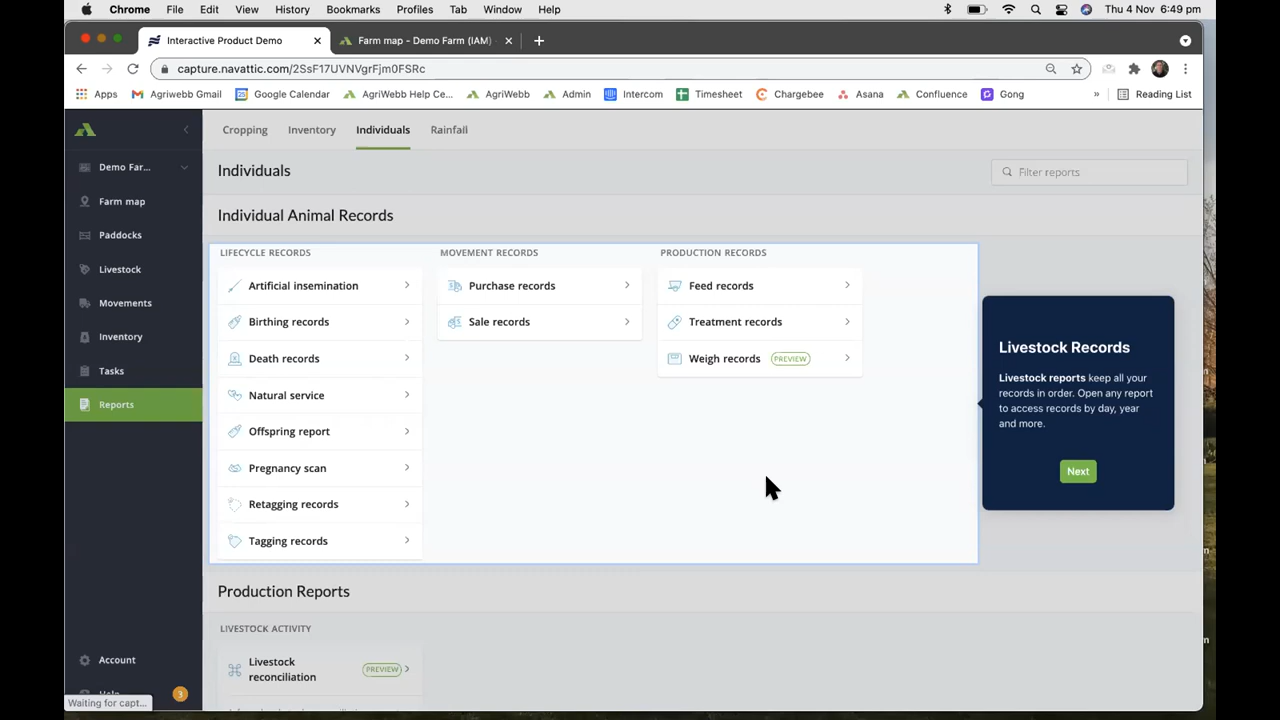 Chrome File Edit View History Bookmarks Profiles Tab Window Help Thu 4 Nov 6:49 pm
Interactive Product Demo Farm map - Demo Farm (IAM)
capture.navattic.com/2SsF17UVNVgrFjm0FSRc
Apps Migrated Gmail Google Calendar AgriWebb Help Ce... AgriWebb Admin Intercom Timesheet Chargebee Asana Confluence Gong » Reading List
Cropping Inventory Individuals Rainfall
Demo Far...
Individuals
Filter reports
Farm map
Individual Animal Records
Paddocks
LIFECYCLE RECORDS MOVEMENT RECORDS PRODUCTION RECORDS
Livestock
Artificial insemination Purchase records Feed records
Movements
Birthing records Sale records Treatment records
Inventory
Death records Weigh records PREVIEW
Tasks
Natural service
Reports
Offspring report
Pregnancy scan
Retagging records
Tagging records
Livestock Records
Livestock reports keep all your
records in order. Open any report
to access records by day, year
and more.
Next
Production Reports
LIVESTOCK ACTIVITY
Livestock
reconciliation
PREVIEW
Account
Help 3
Waiting for capt...